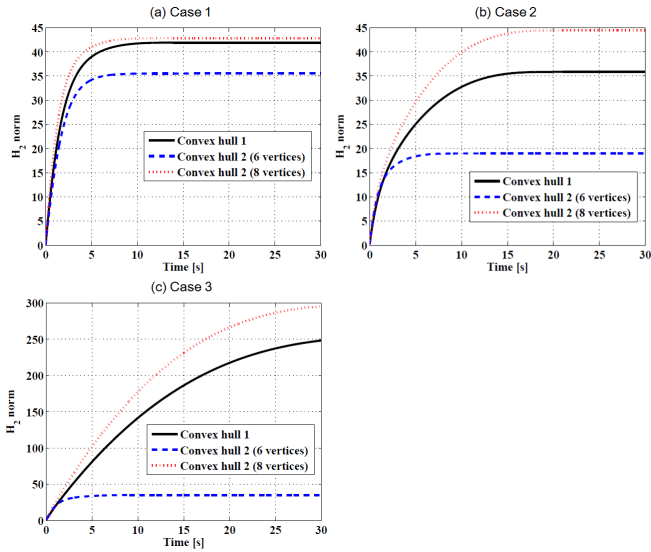 (a) Case 1
45
40
35
30
25
20
15
10
5
0
H2 norm
Convex hull 1
Convex hull 2 (6 vertices)
Convex hull 2 (8 vertices)
0 5 10 15 20 25 30
Time [s]
(b) Case 2
45
40
35
30
25
20
15
10
5
0
H2 norm
Convex hull 1
Convex hull 2 (6 vertices)
Convex hull 2 (8 vertices)
0 5 10 15 20 25 30
Time [s]
(c) Case 3
300
250
200
150
100
50
0
H2 norm
Convex hull 1
Convex hull 2 (6 vertices)
Convex hull 2 (8 vertices)
0 5 10 15 20 25 30
Time [s]